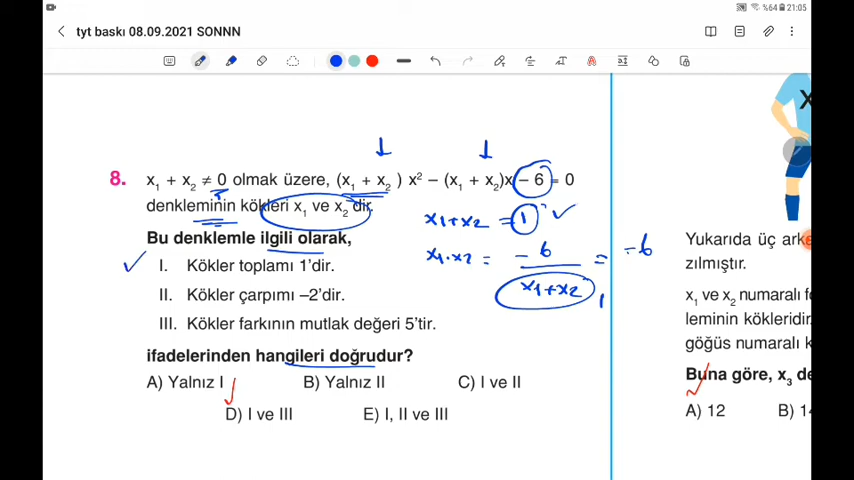 %64 21:05
tyt baskı 08.09.2021 SONNN
8. x₁ + x₂ ≠ 0 olmak üzere, (x₁ + x₂ ) x² − (x₁ + x₂)x − 6 = 0
denkleminin kökleri x₁ ve x₂ dir.
x₁+x₂ = 1
Bu denklemle ilgili olarak,
x₁.x₂ = −6 / x₁+x₂ = −6
1
I. Kökler toplamı 1'dir.
II. Kökler çarpımı –2'dir.
III. Kökler farkının mutlak değeri 5'tir.
ifadelerinden hangileri doğrudur?
A) Yalnız I B) Yalnız II C) I ve II
D) I ve III E) I, II ve III
X
Yukarıda üç
zılmıştır.
x₁ ve x₂ numaralı
leminin kökleridir
göğüs numaralı
Buna göre, x₃
A) 12 B)